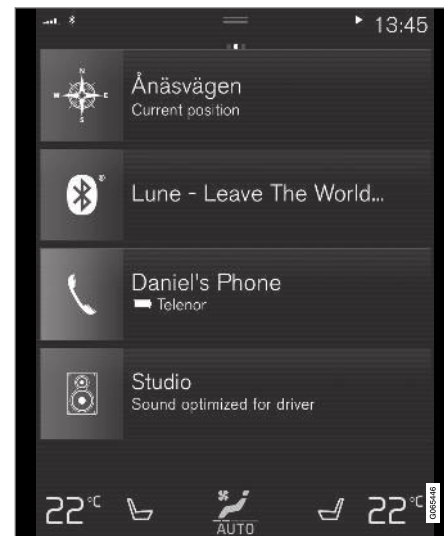 13:45
N
W E
S
Ånäsvägen
Current position
Lune - Leave The World...
Daniel's Phone
Telenor
Studio
Sound optimized for driver
22°C
22°C
AUTO
G065446